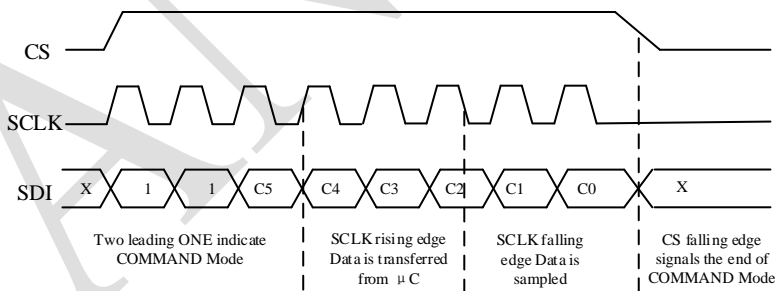 CS
SCLK
SDI X 1 1 C5 C4 C3 C2 C1 C0 X
Two leading ONE indicate
COMMAND Mode
SCLK rising edge
Data is transferred
from μC
SCLK falling
edge Data is
sampled
CS falling edge
signals the end of
COMMAND Mode